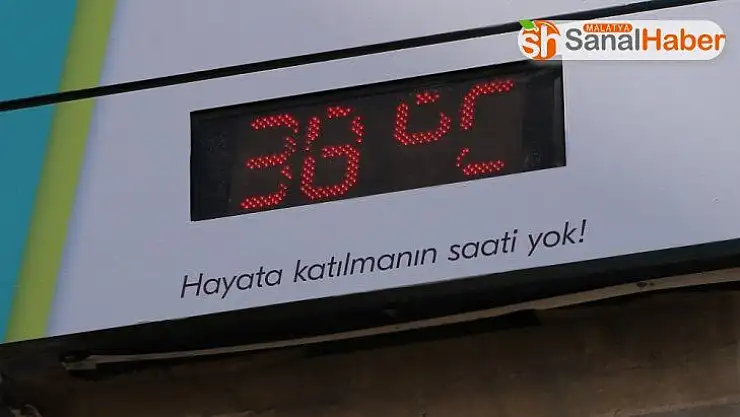 MALATYA
sh SanalHaber
36 °C
Hayata katılmanın saati yok!